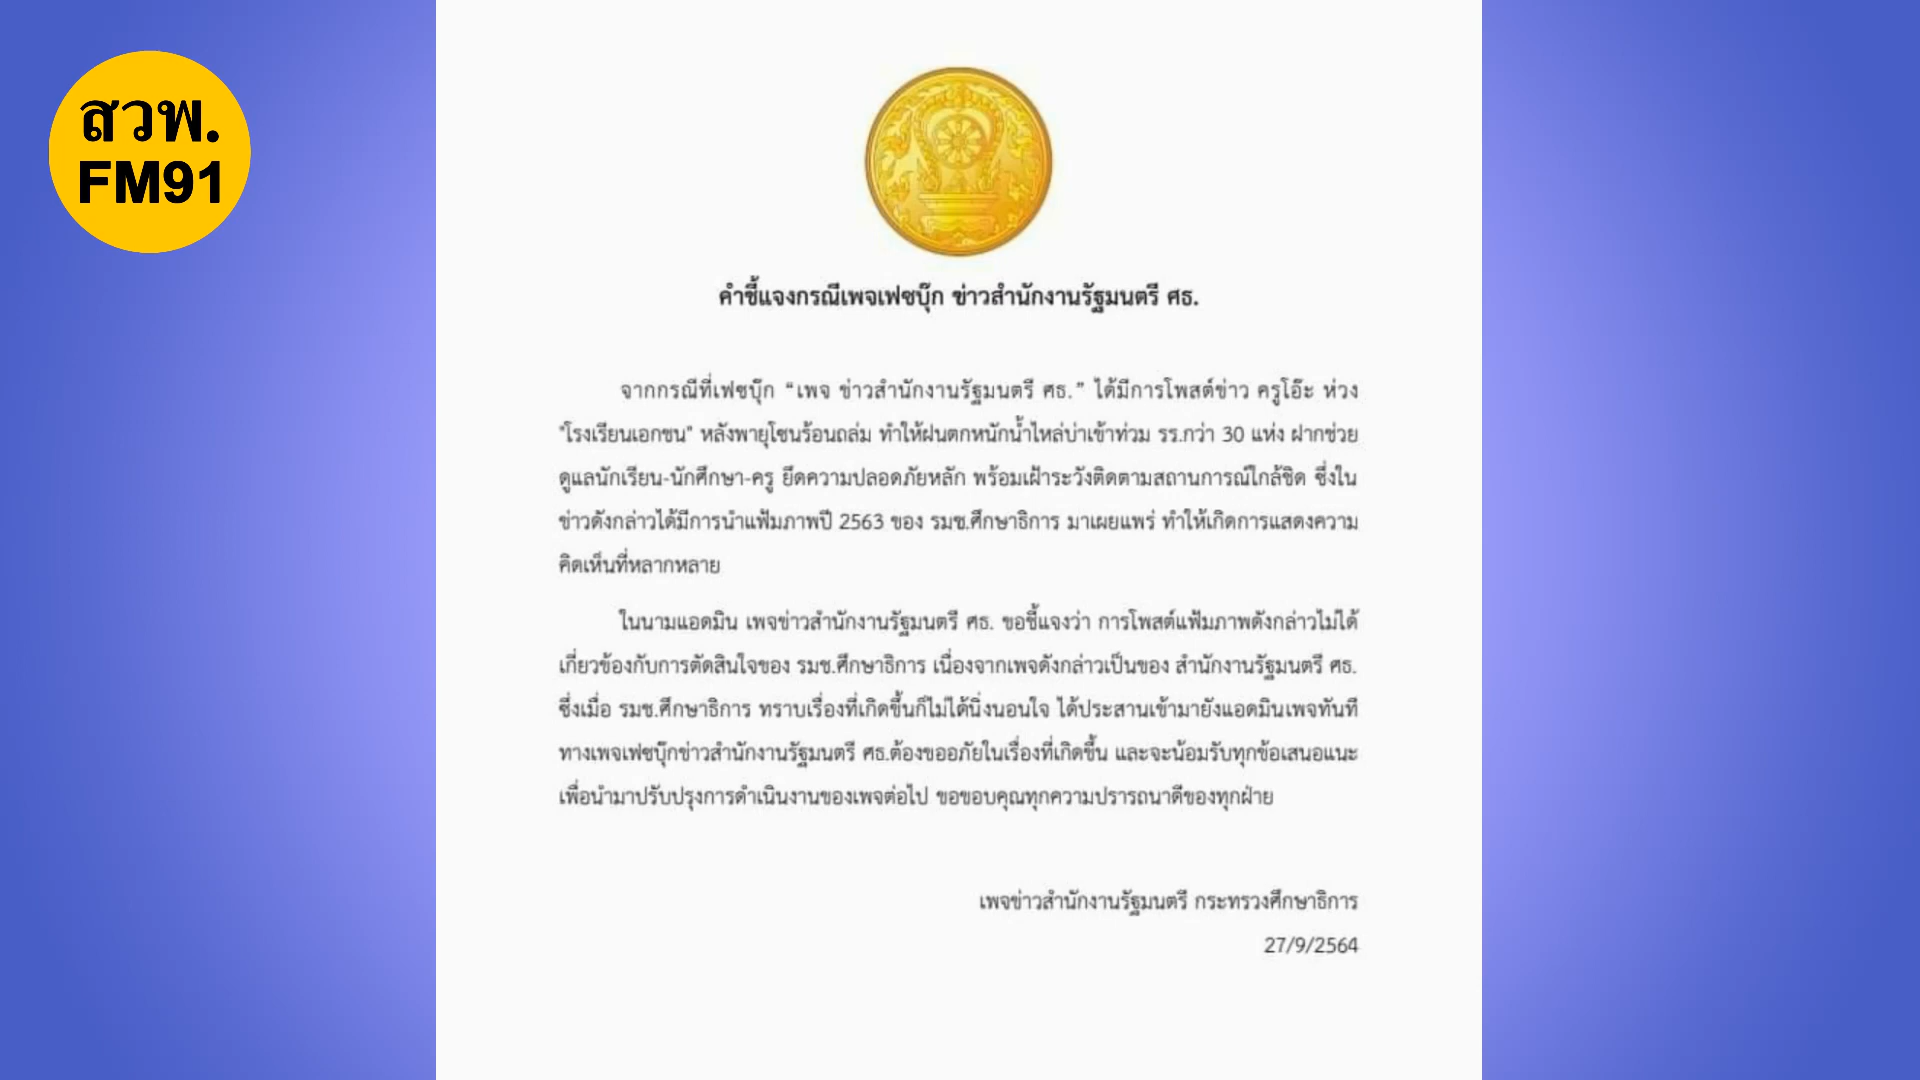 สวพ.
FM91
คำชี้แจงกรณีเพจเฟซบุ๊ก ข่าวสำนักงานรัฐมนตรี ศธ.
จากกรณีที่เฟซบุ๊ก “เพจ ข่าวสำนักงานรัฐมนตรี ศธ.” ได้มีการโพสต์ข่าว ครูโอ๊ะ ห่วง
"โรงเรียนเอกชน" หลังพายุโซนร้อนถล่ม ทำให้ฝนตกหนักน้ำไหล่บ่าเข้าท่วม รร.กว่า 30 แห่ง ฝากช่วย
ดูแลนักเรียน-นักศึกษา-ครู ยึดความปลอดภัยหลัก พร้อมเฝ้าระวังติดตามสถานการณ์ใกล้ชิด ซึ่งใน
ข่าวดังกล่าวได้มีการนำแฟ้มภาพปี 2563 ของ รมช.ศึกษาธิการ มาเผยแพร่ ทำให้เกิดการแสดงความ
คิดเห็นที่หลากหลาย
ในนามแอดมิน เพจข่าวสำนักงานรัฐมนตรี ศธ. ขอชี้แจงว่า การโพสต์แฟ้มภาพดังกล่าวไม่ได้
เกี่ยวข้องกับการตัดสินใจของ รมช.ศึกษาธิการ เนื่องจากเพจดังกล่าวเป็นของ สำนักงานรัฐมนตรี ศธ.
ซึ่งเมื่อ รมช.ศึกษาธิการ ทราบเรื่องที่เกิดขึ้นก็ไม่ได้นิ่งนอนใจ ได้ประสานเข้ามายังแอดมินเพจทันที
ทางเพจเฟซบุ๊กข่าวสำนักงานรัฐมนตรี ศธ.ต้องขออภัยในเรื่องที่เกิดขึ้น และจะน้อมรับทุกข้อเสนอแนะ
เพื่อนำมาปรับปรุงการดำเนินงานของเพจต่อไป ขอขอบคุณทุกความปรารถนาดีของทุกฝ่าย
เพจข่าวสำนักงานรัฐมนตรี กระทรวงศึกษาธิการ
27/9/2564